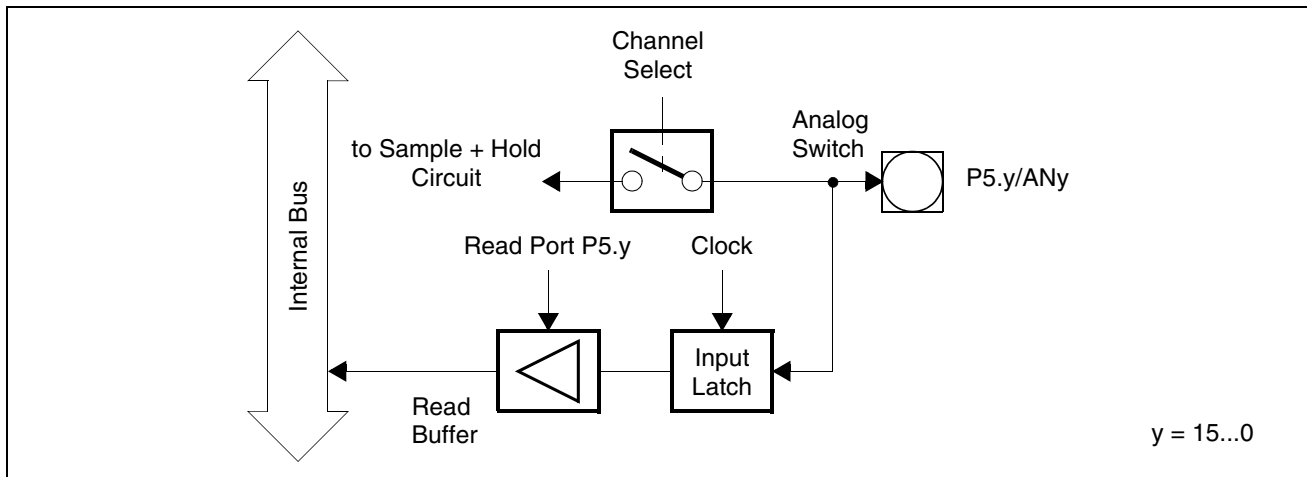 Channel
Select
Analog
Switch
to Sample + Hold
Circuit
P5.y/ANy
Internal Bus
Read Port P5.y
Clock
Input
Latch
Read
Buffer
y = 15...0